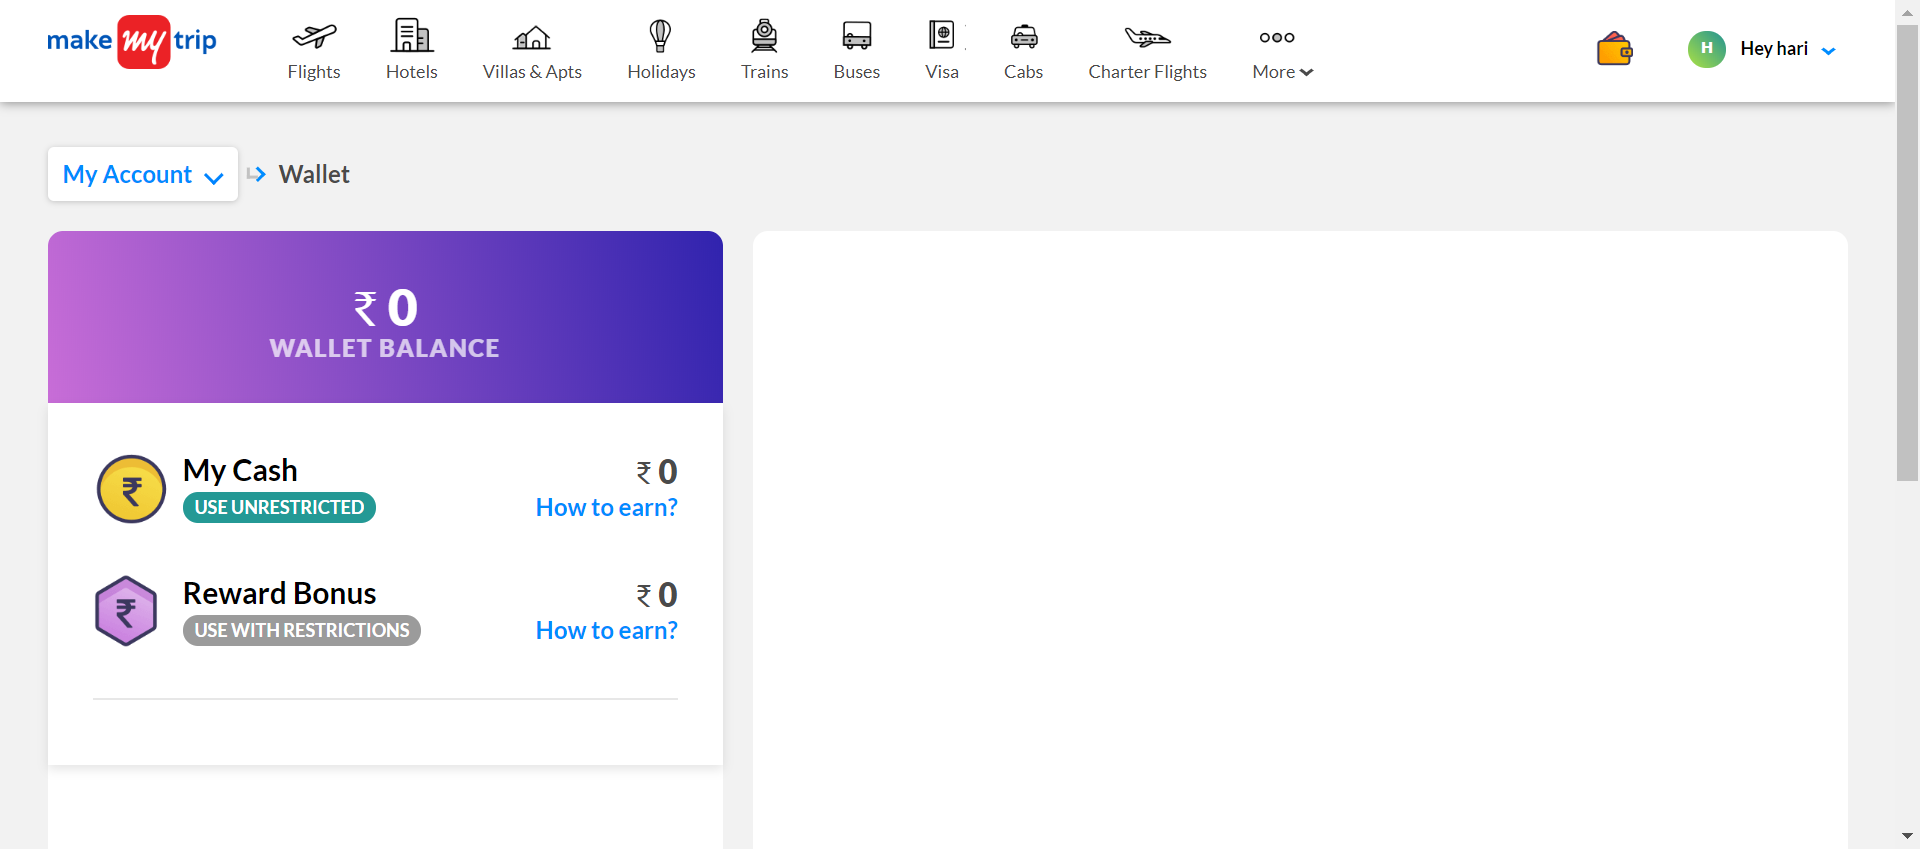 make my trip
Flights
Hotels
Villas & Apts
Holidays
Trains
Buses
Visa
Cabs
Charter Flights
More
H
Hey hari
My Account
Wallet
₹ 0
WALLET BALANCE
₹
My Cash
₹ 0
USE UNRESTRICTED
How to earn?
₹
Reward Bonus
₹ 0
USE WITH RESTRICTIONS
How to earn?